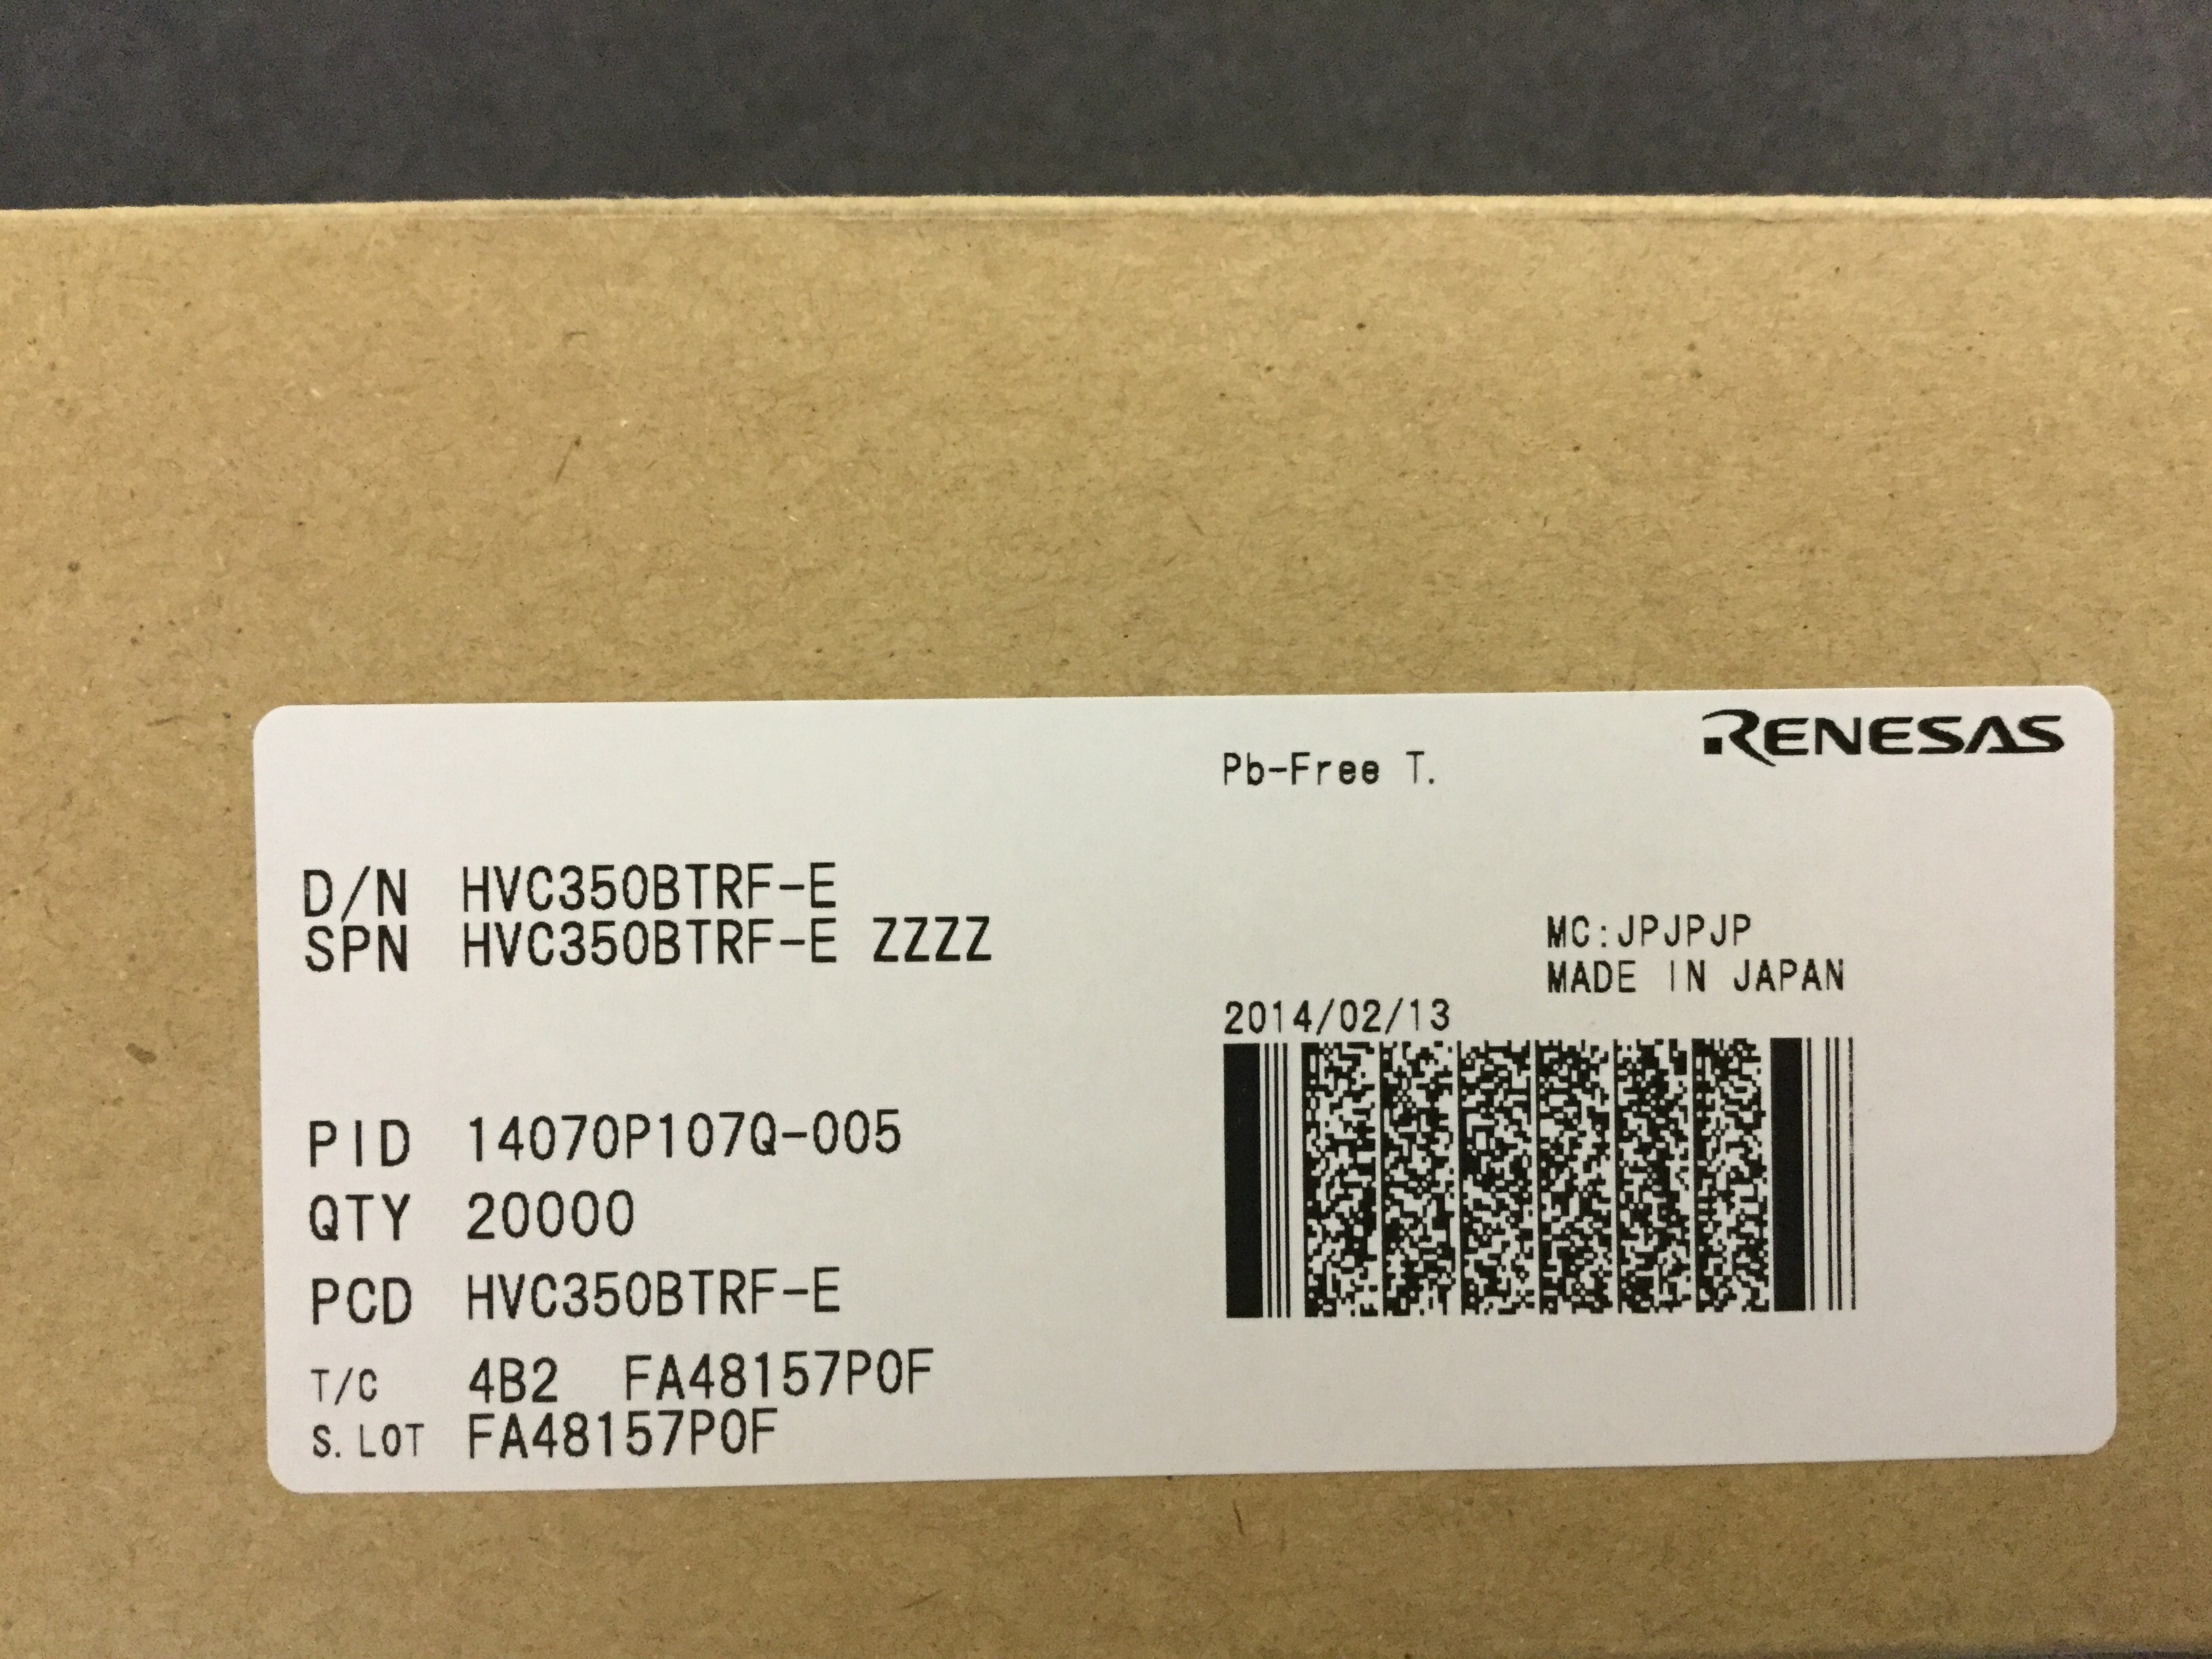 RENESAS
Pb-Free T.
D/N HVC350BTRF-E
SPN HVC350BTRF-E ZZZZ
MC:JPJPJP
MADE IN JAPAN
2014/02/13
PID 14070P107Q-005
QTY 20000
PCD HVC350BTRF-E
T/C 4B2 FA48157P0F
S.LOT FA48157P0F